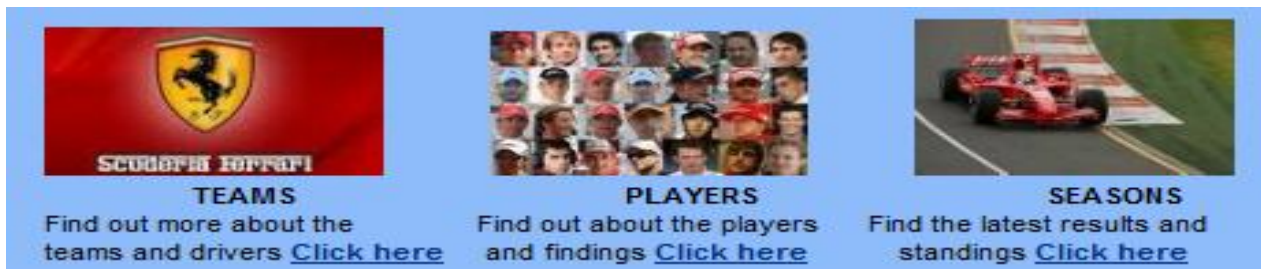 Scuderia Ferrari
TEAMS
Find out more about the
teams and drivers Click here
PLAYERS
Find out about the players
and findings Click here
SEASONS
Find the latest results and
standings Click here